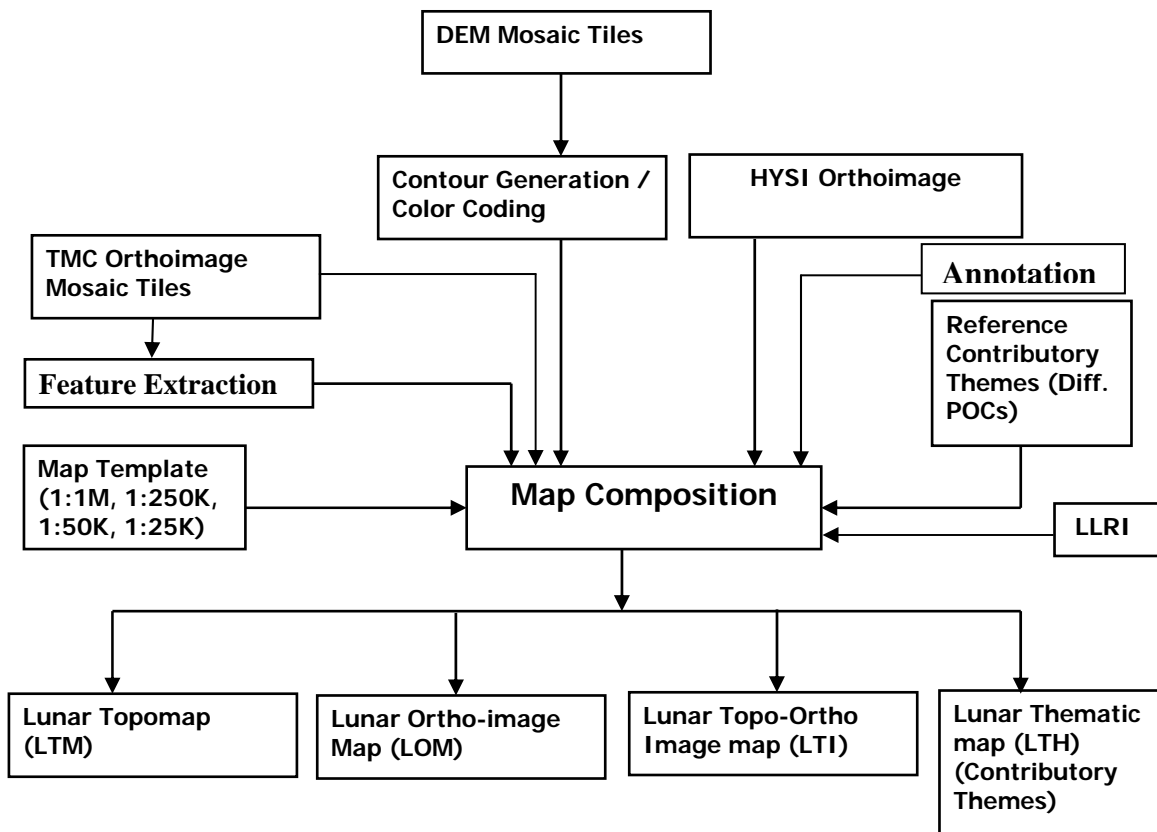 DEM Mosaic Tiles
Contour Generation /
Color Coding
HYSI Orthoimage
TMC Orthoimage
Mosaic Tiles
Annotation
Reference
Contributory
Themes (Diff.
POCs)
Feature Extraction
Map Template
(1:1M, 1:250K,
1:50K, 1:25K)
Map Composition
LLRI
Lunar Topomap
(LTM)
Lunar Ortho-image
Map (LOM)
Lunar Topo-Ortho
Image map (LTI)
Lunar Thematic
map (LTH)
(Contributory
Themes)